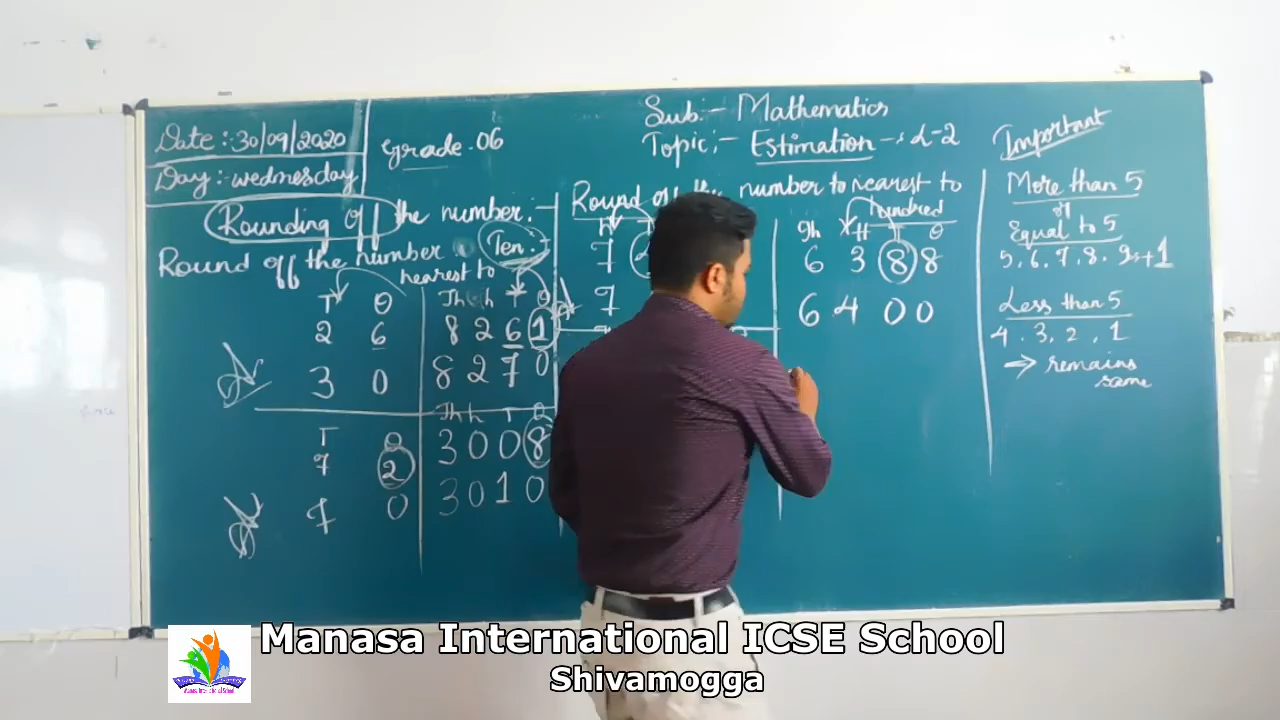 Date:-30/09/2020
Day:-wednesday
Grade-06
Sub:- Mathematics
Topic:- Estimation -: L-2
Rounding off the number:-
Round off the number
nearest to Ten.
T O
2 6
3 0
Th h T O
8 2 6 1
8 2 7 0
T O
7 2
7 0
Th h T O
3 0 0 8
3 0 1 0
Round off the number to nearest to
hundred
7
7
Th H T O
6 3 8 8
6 4 0 0
Important
More than 5
or
Equal to 5
5, 6, 7, 8, 9→+1
Less than 5
4, 3, 2, 1
→ remains
same
Manasa International ICSE School
Shivamogga